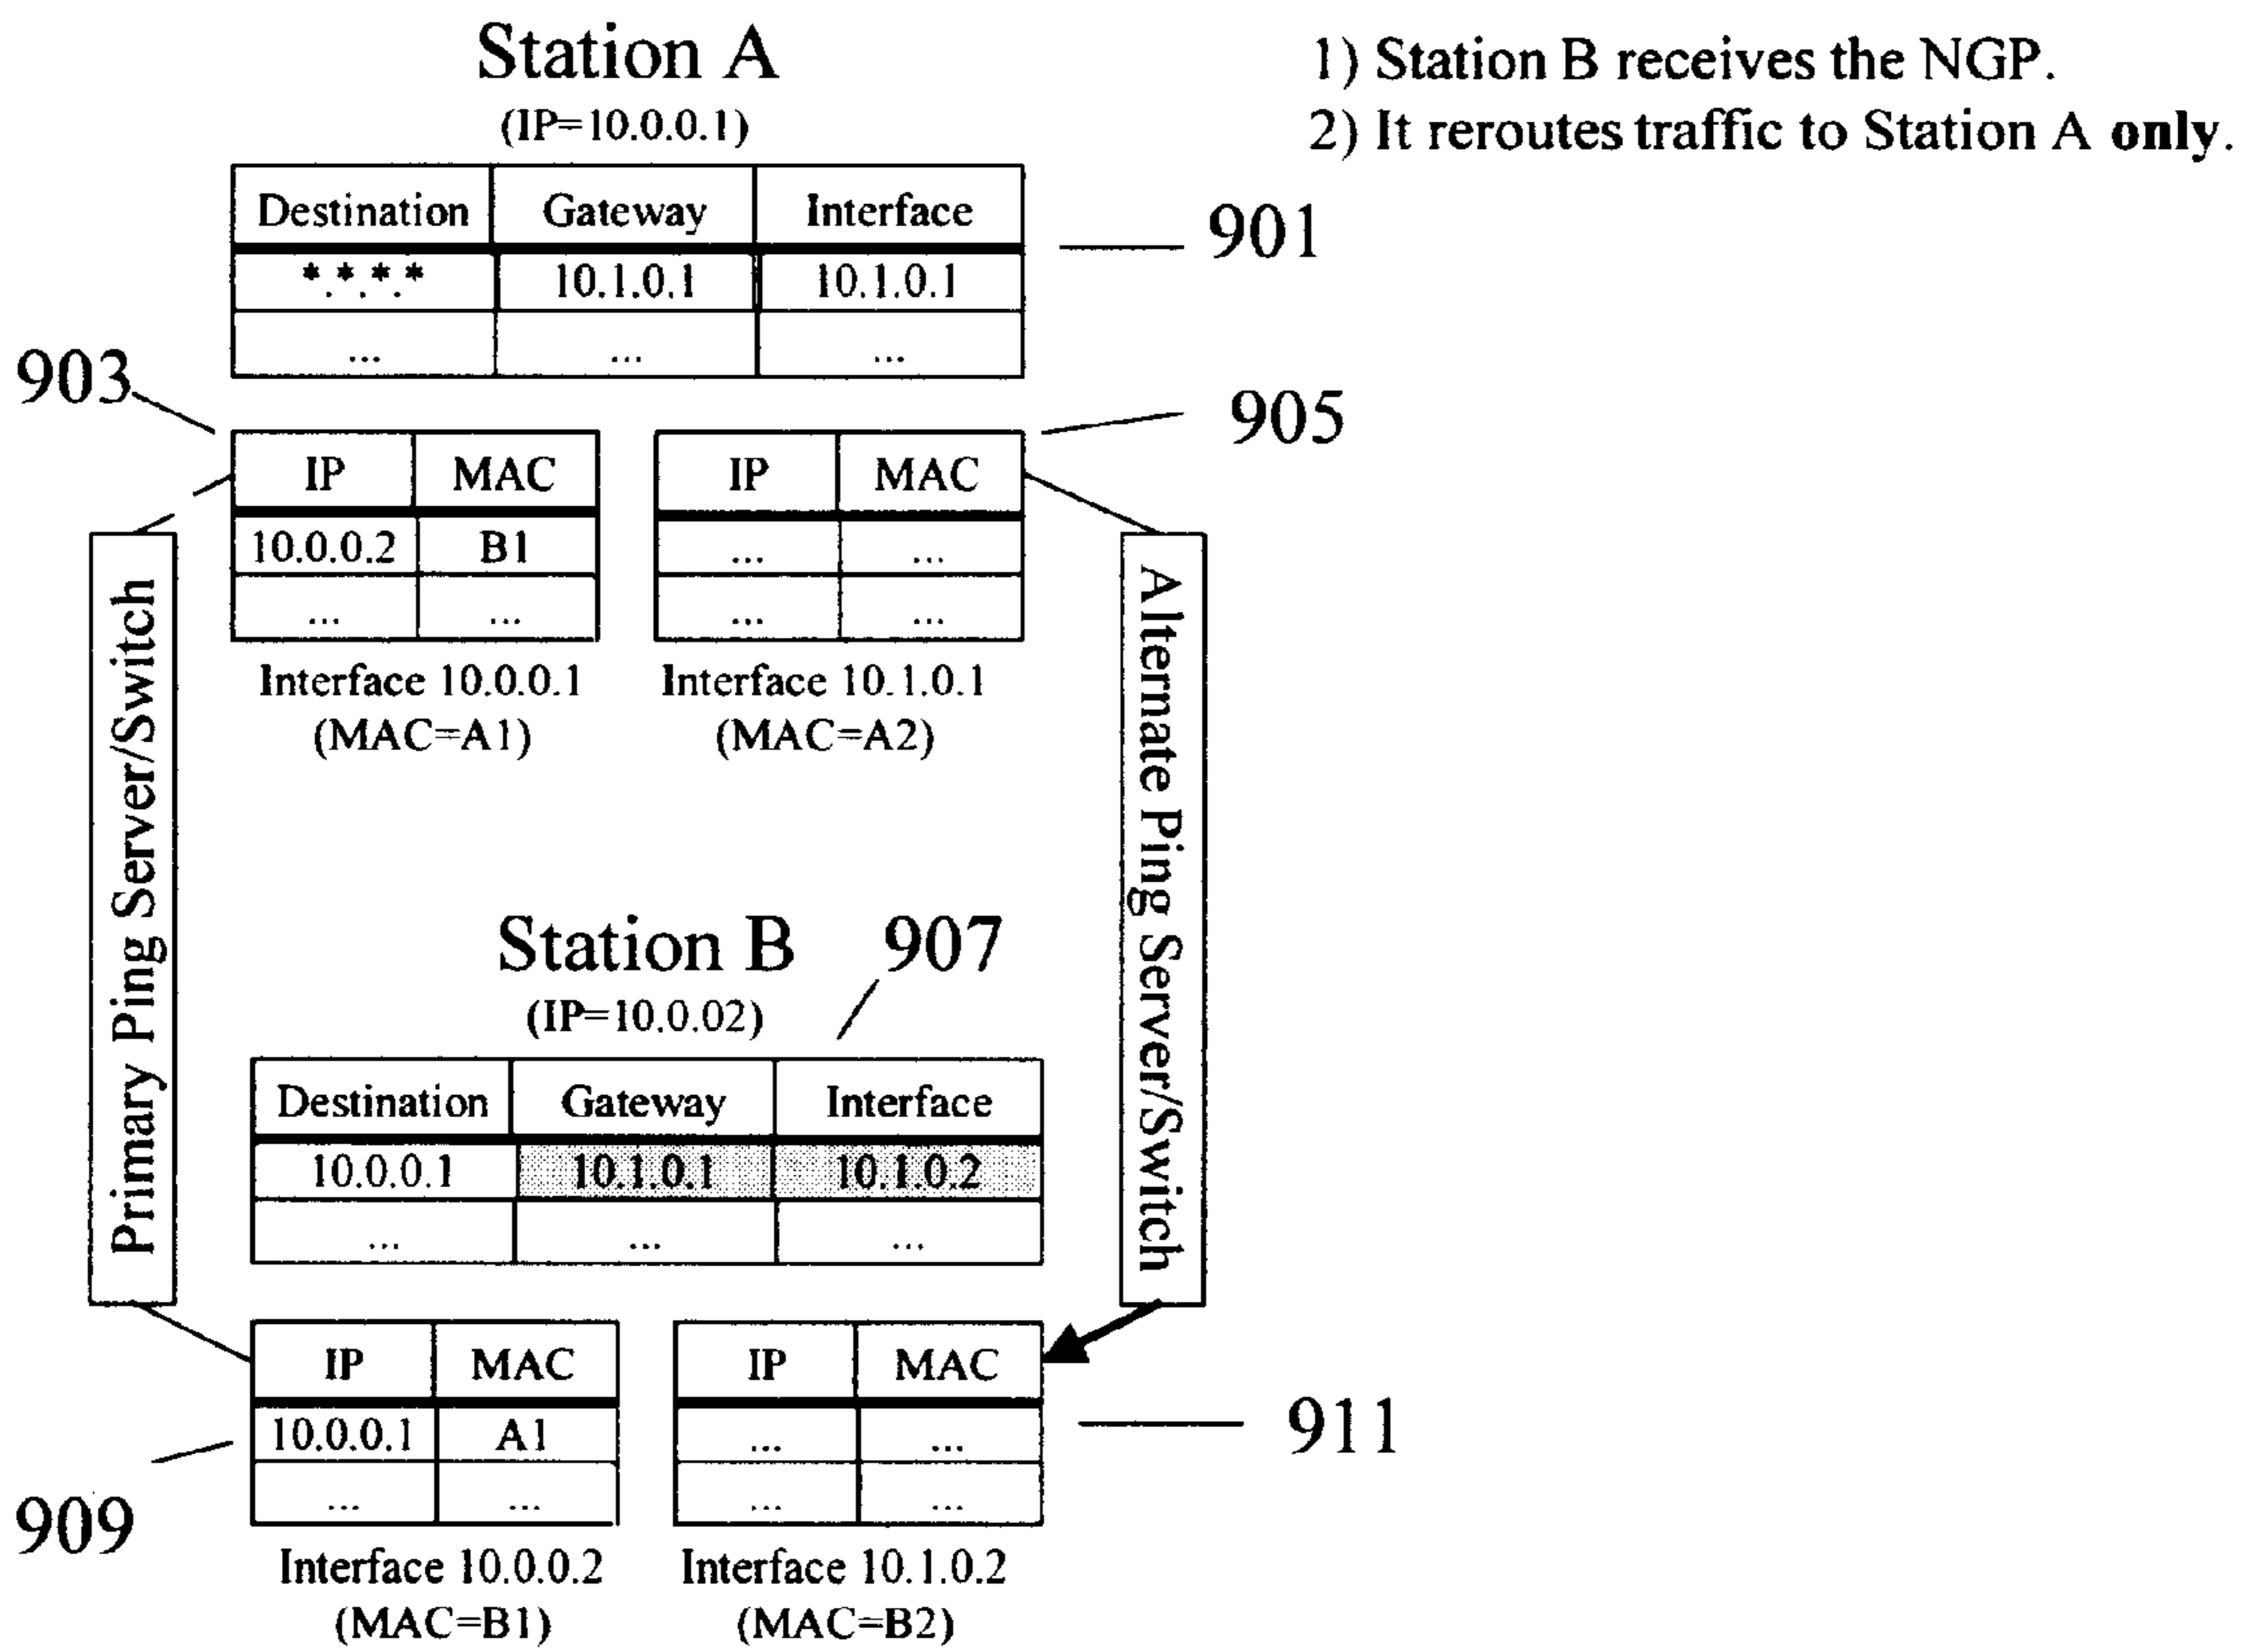 Station A
(IP=10.0.0.1)
1) Station B receives the NGP.
2) It reroutes traffic to Station A only.
Destination Gateway Interface
*.*.*.* 10.1.0.1 10.1.0.1
... ... ...
901
903
905
IP MAC
10.0.0.2 B1
... ...
Interface 10.0.0.1
(MAC=A1)
IP MAC
... ...
... ...
Interface 10.1.0.1
(MAC=A2)
Primary Ping Server/Switch
Alternate Ping Server/Switch
Station B
(IP=10.0.02)
907
Destination Gateway Interface
10.0.0.1 10.1.0.1 10.1.0.2
... ... ...
IP MAC
10.0.0.1 A1
... ...
Interface 10.0.0.2
(MAC=B1)
909
IP MAC
... ...
... ...
Interface 10.1.0.2
(MAC=B2)
911